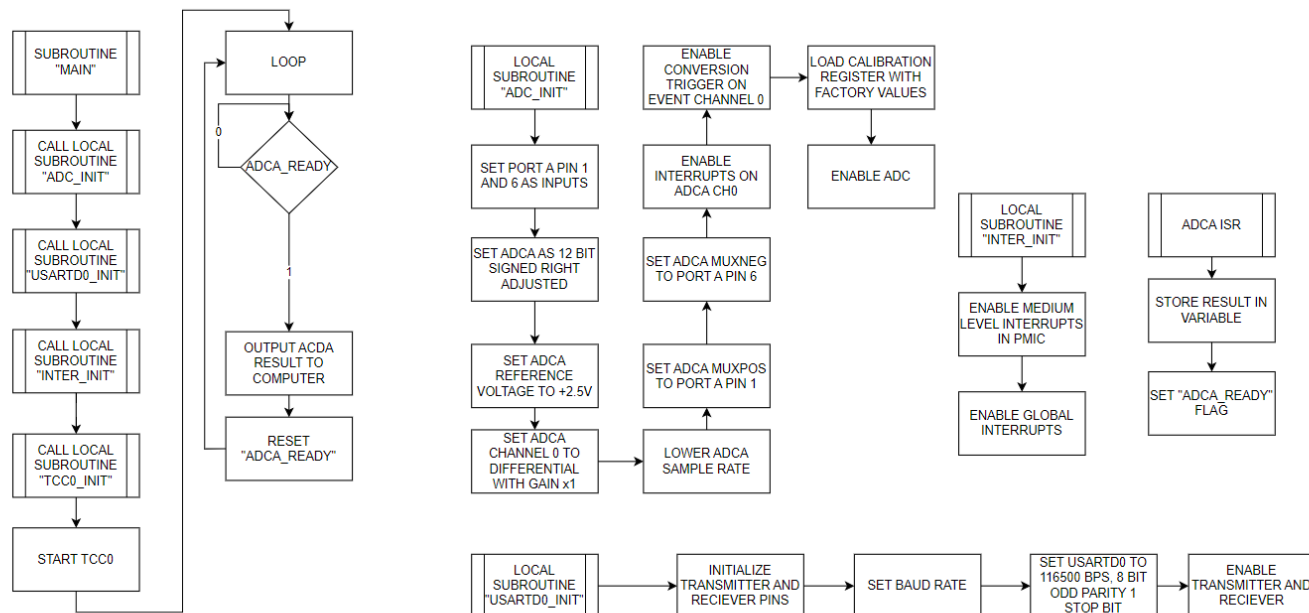 SUBROUTINE
"MAIN"
CALL LOCAL
SUBROUTINE
"ADC_INIT"
CALL LOCAL
SUBROUTINE
"USARTD0_INIT"
CALL LOCAL
SUBROUTINE
"INTER_INIT"
CALL LOCAL
SUBROUTINE
"TCC0_INIT"
START TCC0
LOOP
0
ADCA_READY
1
OUTPUT ACDA
RESULT TO
COMPUTER
RESET
"ADCA_READY"
LOCAL
SUBROUTINE
"ADC_INIT"
SET PORT A PIN 1
AND 6 AS INPUTS
SET ADCA AS 12 BIT
SIGNED RIGHT
ADJUSTED
SET ADCA
REFERENCE
VOLTAGE TO +2.5V
SET ADCA
CHANNEL 0 TO
DIFFERENTIAL
WITH GAIN x1
LOWER ADCA
SAMPLE RATE
SET ADCA MUXPOS
TO PORT A PIN 1
SET ADCA MUXNEG
TO PORT A PIN 6
ENABLE
INTERRUPTS ON
ADCA CH0
ENABLE
CONVERSION
TRIGGER ON
EVENT CHANNEL 0
LOAD CALIBRATION
REGISTER WITH
FACTORY VALUES
ENABLE ADC
LOCAL
SUBROUTINE
"INTER_INIT"
ENABLE MEDIUM
LEVEL INTERRUPTS
IN PMIC
ENABLE GLOBAL
INTERRUPTS
ADCA ISR
STORE RESULT IN
VARIABLE
SET "ADCA_READY"
FLAG
LOCAL
SUBROUTINE
"USARTD0_INIT"
INITIALIZE
TRANSMITTER AND
RECIEVER PINS
SET BAUD RATE
SET USARTD0 TO
116500 BPS, 8 BIT
ODD PARITY 1
STOP BIT
ENABLE
TRANSMITTER AND
RECIEVER